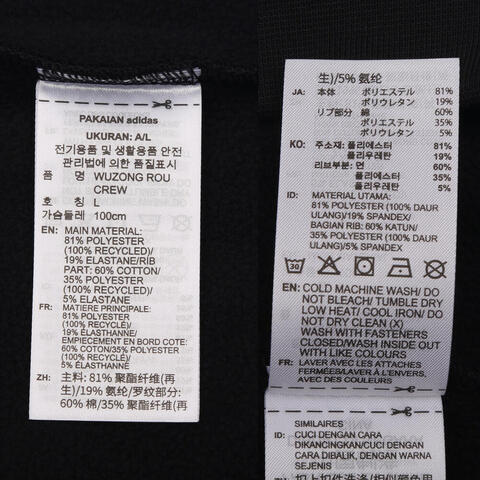 PAKAIAN adidas
UKURAN: A/L
전기용품 및 생활용품 안전
관리법에 의한 품질표시
품 명 WUZONG ROU
CREW
호 칭 L
가슴둘레 100cm
EN: MAIN MATERIAL:
81% POLYESTER
(100% RECYCLED)/
19% ELASTANE/RIB
PART: 60% COTTON/
35% POLYESTER
(100% RECYCLED)/
5% ELASTANE
FR: MATIERE PRINCIPALE:
81% POLYESTER
(100% RECYCLÉ)/
19% ÉLASTHANNE/
EMPIECEMENT EN BORD COTE:
60% COTON/35% POLYESTER
(100% RECYCLÉ)/
5% ÉLASTHANNE
ZH: 主料: 81% 聚酯纤维(再
生)/19% 氨纶/罗纹部分:
60% 棉/35% 聚酯纤维(再
生)/5% 氨纶
JA: 本体 ポリエステル 81%
ポリウレタン 19%
リブ部分 綿 60%
ポリエステル 35%
ポリウレタン 5%
KO: 주소재: 폴리에스터 81%
폴리우레탄 19%
리브부분: 면 60%
폴리에스터 35%
폴리우레탄 5%
ID: MATERIAL UTAMA:
81% POLYESTER (100% DAUR
ULANG)/19% SPANDEX/
BAGIAN RIB: 60% KATUN/
35% POLYESTER (100% DAUR
ULANG)/5% SPANDEX
30
EN: COLD MACHINE WASH/ DO
NOT BLEACH/ TUMBLE DRY
LOW HEAT/ COOL IRON/ DO
NOT DRY CLEAN (X)
WASH WITH FASTENERS
CLOSED/WASH INSIDE OUT
WITH LIKE COLOURS
FR: LAVER AVEC LES ATTACHES
FERMÉES/LAVER À L'ENVERS,
AVEC DES COULEURS
SIMILAIRES
ID: CUCI DENGAN CARA
DIKANCINGKAN/CUCI DENGAN
CARA DIBALIK, DENGAN WARNA
SEJENIS